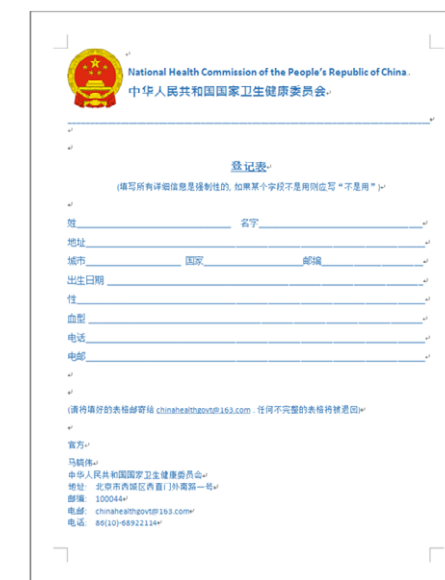 National Health Commission of the People's Republic of China.
中华人民共和国国家卫生健康委员会
登记表
(填写所有详细信息是强制性的, 如果某个字段不是用则应写 "不是用" )
姓 名字
地址
城市 国家 邮编
出生日期
性
血型
电话
电邮
(请将填好的表格邮寄给 chinahealthgovt@163.com . 任何不完整的表格将被退回)
官方
马晓伟
中华人民共和国国家卫生健康委员会
地址: 北京市西城区西直门外南路一号
邮编: 100044
电邮: chinahealthgovt@163.com
电话: 86(10)-68922114